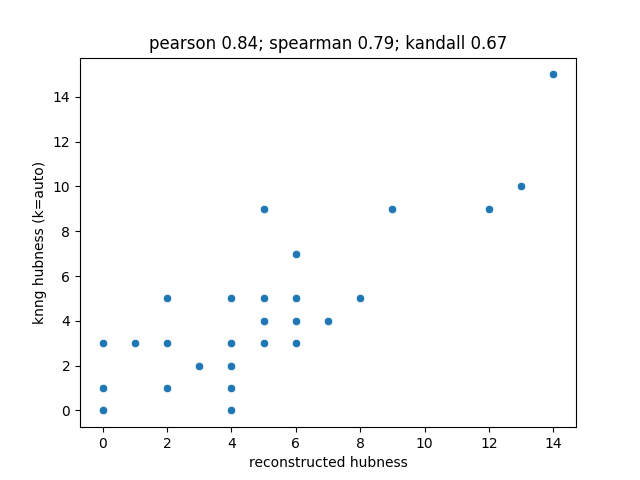 pearson 0.84; spearman 0.79; kandall 0.67
14
12
10
8
6
4
2
0
knng hubness (k=auto)
0 2 4 6 8 10 12 14
reconstructed hubness